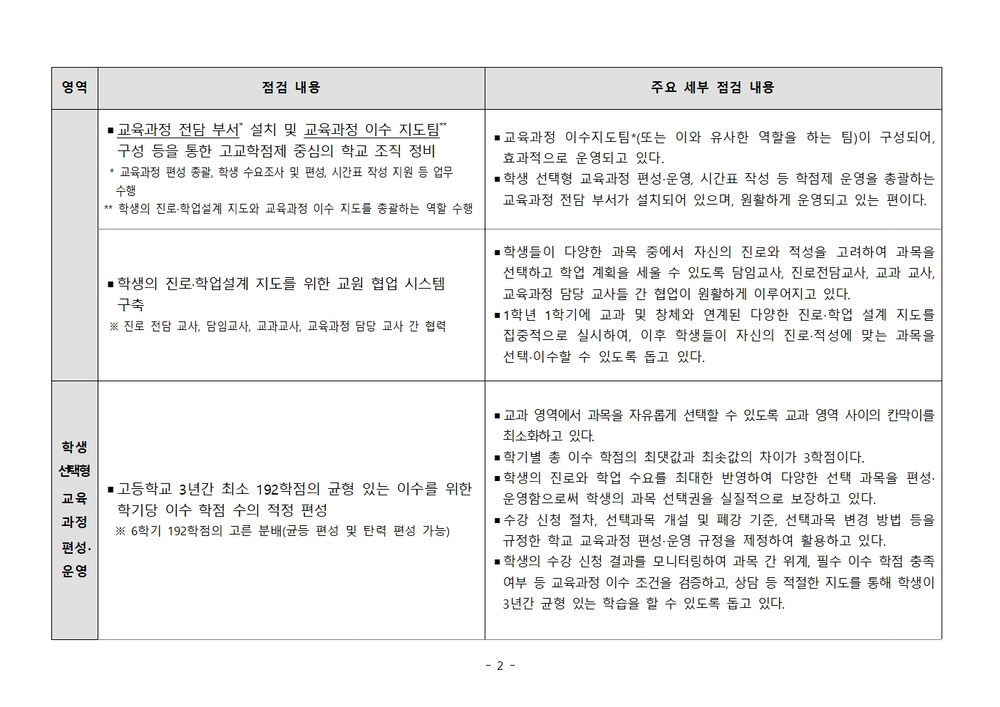 영역
점검 내용
주요 세부 점검 내용
■ 교육과정 전담 부서* 설치 및 교육과정 이수 지도팀**
구성 등을 통한 고교학점제 중심의 학교 조직 정비
* 교육과정 편성 총괄, 학생 수요조사 및 편성, 시간표 작성 지원 등 업무
수행
** 학생의 진로·학업설계 지도와 교육과정 이수 지도를 총괄하는 역할 수행
■ 교육과정 이수지도팀*(또는 이와 유사한 역할을 하는 팀)이 구성되어,
효과적으로 운영되고 있다.
■ 학생 선택형 교육과정 편성·운영, 시간표 작성 등 학점제 운영을 총괄하는
교육과정 전담 부서가 설치되어 있으며, 원활하게 운영되고 있는 편이다.
■ 학생의 진로·학업설계 지도를 위한 교원 협업 시스템
구축
※ 진로 전담 교사, 담임교사, 교과교사, 교육과정 담당 교사 간 협력
■ 학생들이 다양한 과목 중에서 자신의 진로와 적성을 고려하여 과목을
선택하고 학업 계획을 세울 수 있도록 담임교사, 진로전담교사, 교과 교사,
교육과정 담당 교사들 간 협업이 원활하게 이루어지고 있다.
■ 1학년 1학기에 교과 및 창체와 연계된 다양한 진로·학업 설계 지도를
집중적으로 실시하여, 이후 학생들이 자신의 진로·적성에 맞는 과목을
선택·이수할 수 있도록 돕고 있다.
학생
선택형
교육
과정
편성·
운영
■ 고등학교 3년간 최소 192학점의 균형 있는 이수를 위한
학기당 이수 학점 수의 적정 편성
※ 6학기 192학점의 고른 분배(균등 편성 및 탄력 편성 가능)
■ 교과 영역에서 과목을 자유롭게 선택할 수 있도록 교과 영역 사이의 칸막이를
최소화하고 있다.
■ 학기별 총 이수 학점의 최댓값과 최솟값의 차이가 3학점이다.
■ 학생의 진로와 학업 수요를 최대한 반영하여 다양한 선택 과목을 편성·
운영함으로써 학생의 과목 선택권을 실질적으로 보장하고 있다.
■ 수강 신청 절차, 선택과목 개설 및 폐강 기준, 선택과목 변경 방법 등을
규정한 학교 교육과정 편성·운영 규정을 제정하여 활용하고 있다.
■ 학생의 수강 신청 결과를 모니터링하여 과목 간 위계, 필수 이수 학점 충족
여부 등 교육과정 이수 조건을 검증하고, 상담 등 적절한 지도를 통해 학생이
3년간 균형 있는 학습을 할 수 있도록 돕고 있다.
- 2 -